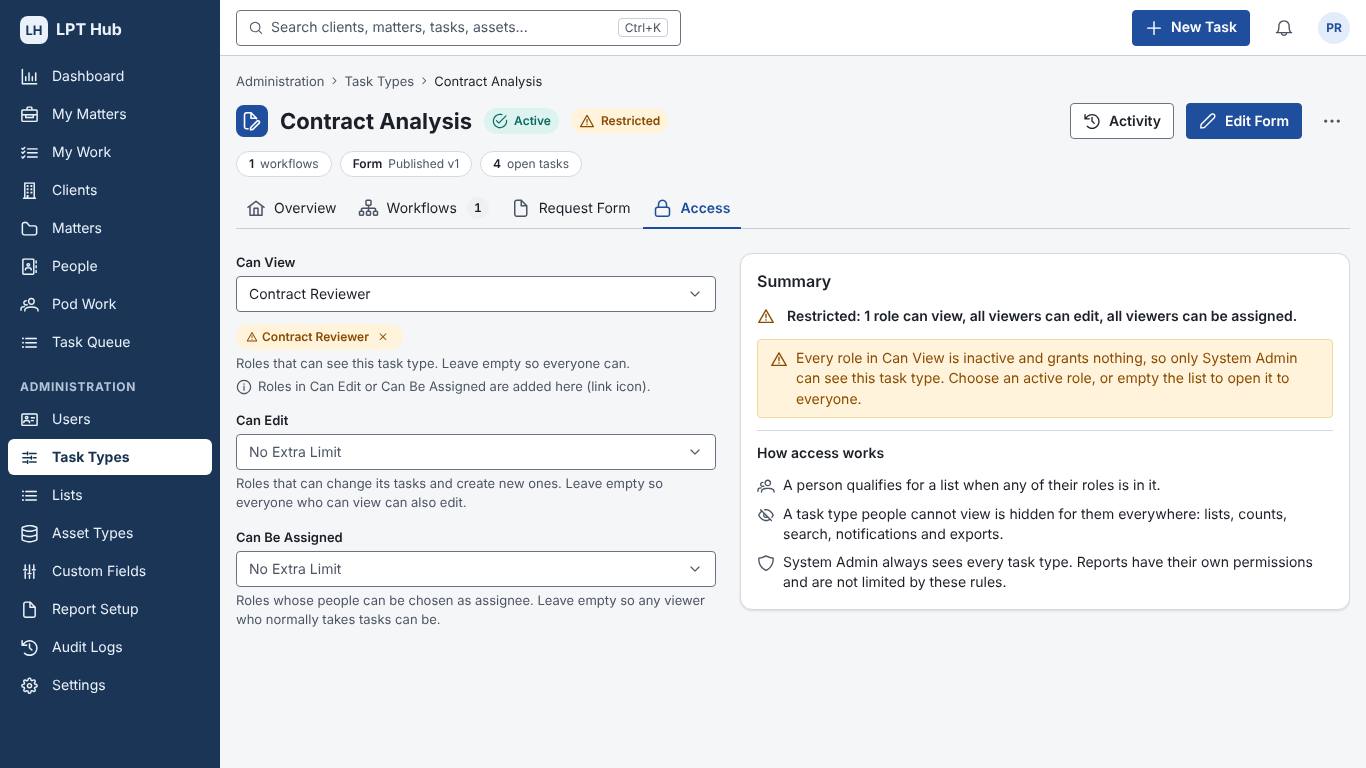 LH LPT Hub
Search clients, matters, tasks, assets...
Ctrl+K
New Task
PR
Dashboard
My Matters
My Work
Clients
Matters
People
Pod Work
Task Queue
ADMINISTRATION
Users
Task Types
Lists
Asset Types
Custom Fields
Report Setup
Audit Logs
Settings
Administration > Task Types > Contract Analysis
Contract Analysis
Active
Restricted
Activity
Edit Form
1 workflows
Form Published v1
4 open tasks
Overview
Workflows 1
Request Form
Access
Can View
Contract Reviewer
Contract Reviewer ×
Roles that can see this task type. Leave empty so everyone can.
Roles in Can Edit or Can Be Assigned are added here (link icon).
Can Edit
No Extra Limit
Roles that can change its tasks and create new ones. Leave empty so
everyone who can view can also edit.
Can Be Assigned
No Extra Limit
Roles whose people can be chosen as assignee. Leave empty so any viewer
who normally takes tasks can be.
Summary
Restricted: 1 role can view, all viewers can edit, all viewers can be assigned.
Every role in Can View is inactive and grants nothing, so only System Admin
can see this task type. Choose an active role, or empty the list to open it to
everyone.
How access works
A person qualifies for a list when any of their roles is in it.
A task type people cannot view is hidden for them everywhere: lists, counts,
search, notifications and exports.
System Admin always sees every task type. Reports have their own permissions
and are not limited by these rules.